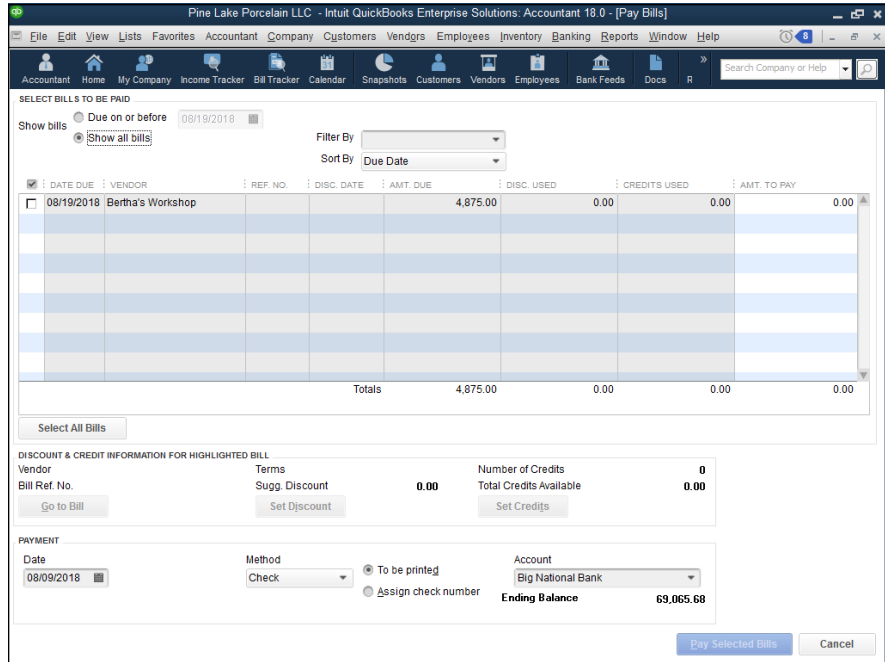 qb Pine Lake Porcelain LLC - Intuit QuickBooks Enterprise Solutions: Accountant 18.0 - [Pay Bills]
File Edit View Lists Favorites Accountant Company Customers Vendors Employees Inventory Banking Reports Window Help 8
31
Accountant Home My Company Income Tracker Bill Tracker Calendar Snapshots Customers Vendors Employees Bank Feeds Docs R » Search Company or Help
SELECT BILLS TO BE PAID
Show bills Due on or before 08/19/2018
Show all bills Filter By
Sort By Due Date
DATE DUE VENDOR REF. NO. DISC. DATE AMT. DUE DISC. USED CREDITS USED AMT. TO PAY
08/19/2018 Bertha's Workshop 4,875.00 0.00 0.00 0.00
Totals 4,875.00 0.00 0.00 0.00
Select All Bills
DISCOUNT & CREDIT INFORMATION FOR HIGHLIGHTED BILL
Vendor Terms Number of Credits 0
Bill Ref. No. Sugg. Discount 0.00 Total Credits Available 0.00
Go to Bill Set Discount Set Credits
PAYMENT
Date Method To be printed Account
08/09/2018 Check Assign check number Big National Bank
Ending Balance 69,065.68
Pay Selected Bills Cancel